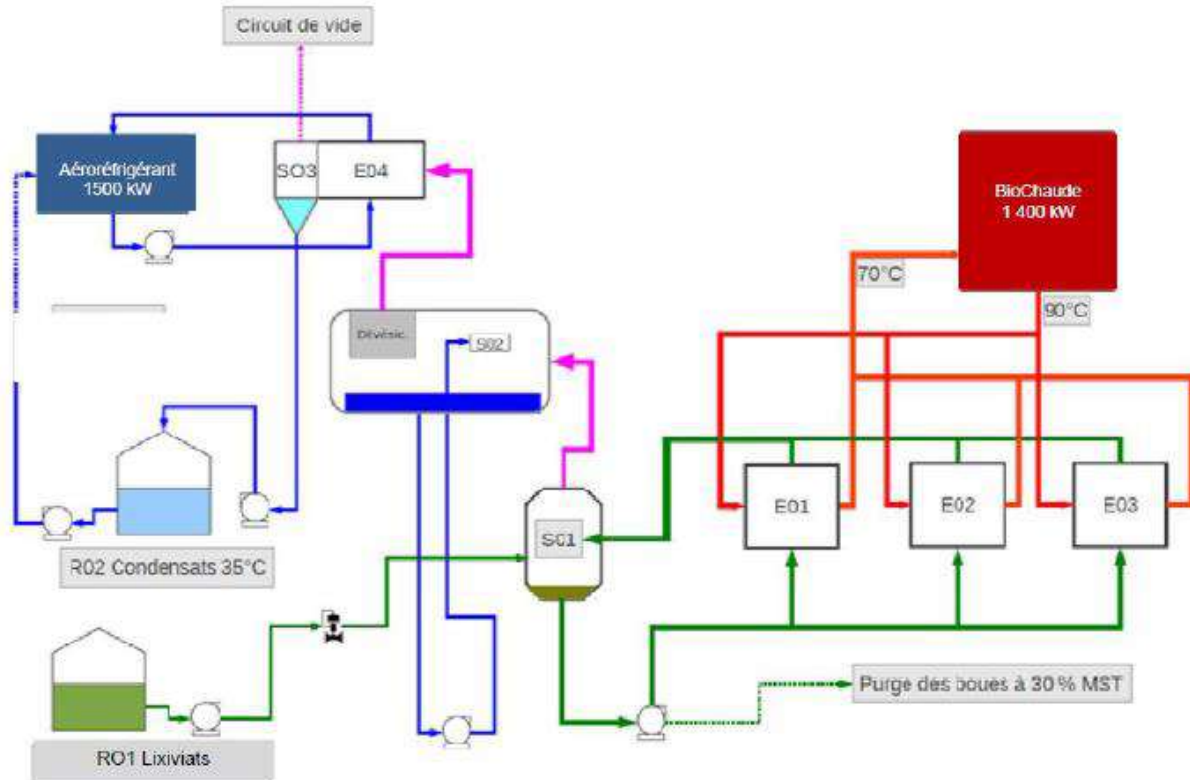 Circuit de vide
Aéroréfrigérant
1500 kW
SO3
E04
BioChaude
1 400 kW
70°C
90°C
Dévésic.
S02
E01
E02
E03
S01
R02 Condensats 35°C
Purge des boues à 30 % MST
RO1 Lixiviats